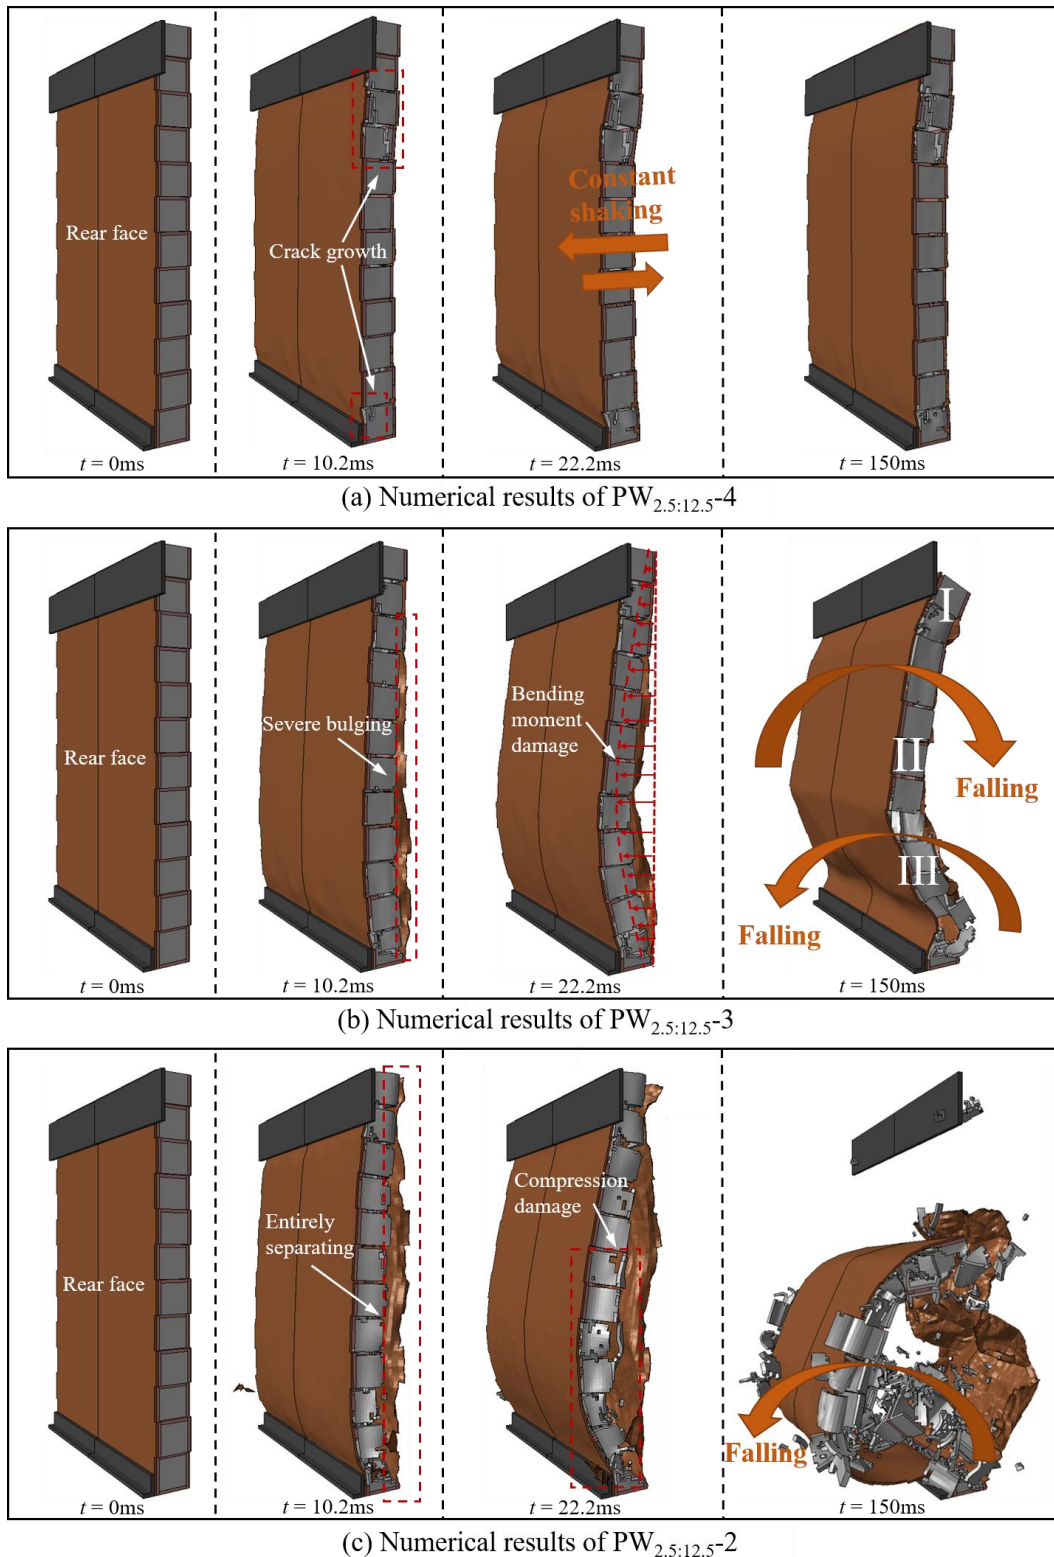 Rear face
Crack growth
Constant
shaking
t = 0ms
t = 10.2ms
t = 22.2ms
t = 150ms
(a) Numerical results of PW2.5:12.5-4
Rear face
Severe bulging
Bending
moment
damage
I
II
III
Falling
Falling
t = 0ms
t = 10.2ms
t = 22.2ms
t = 150ms
(b) Numerical results of PW2.5:12.5-3
Rear face
Entirely
separating
Compression
damage
Falling
t = 0ms
t = 10.2ms
t = 22.2ms
t = 150ms
(c) Numerical results of PW2.5:12.5-2